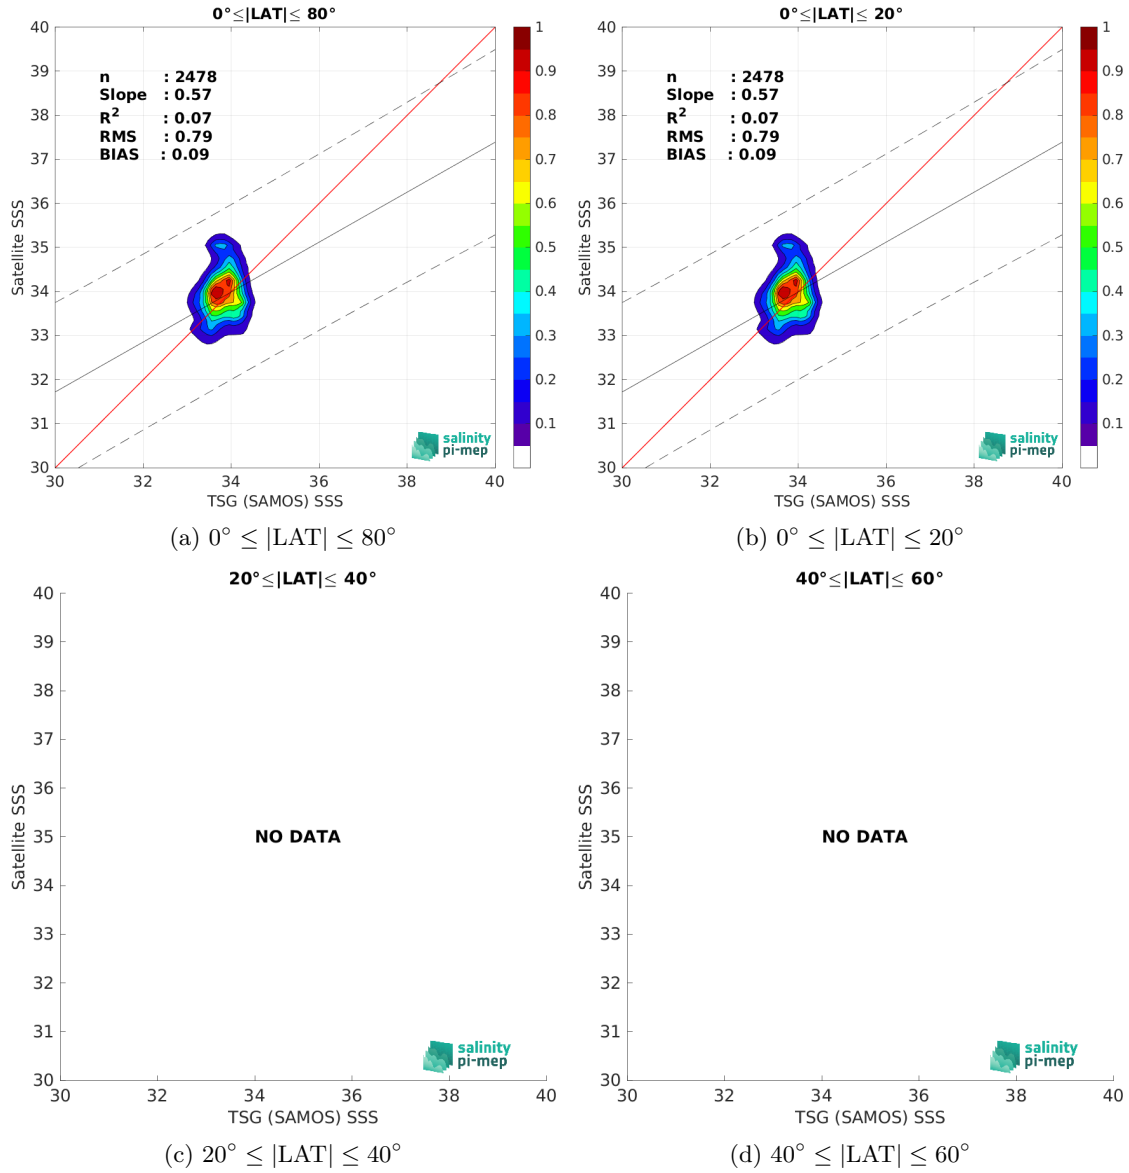 0°≤|LAT|≤ 80°
40
39
38
37
36
35
34
33
32
31
30
Satellite SSS
n : 2478
Slope : 0.57
R² : 0.07
RMS : 0.79
BIAS : 0.09
salinity
pi-mep
30 32 34 36 38 40
TSG (SAMOS) SSS
1
0.9
0.8
0.7
0.6
0.5
0.4
0.3
0.2
0.1
(a) 0° ≤ |LAT| ≤ 80°
0°≤|LAT|≤ 20°
40
39
38
37
36
35
34
33
32
31
30
Satellite SSS
n : 2478
Slope : 0.57
R² : 0.07
RMS : 0.79
BIAS : 0.09
salinity
pi-mep
30 32 34 36 38 40
TSG (SAMOS) SSS
1
0.9
0.8
0.7
0.6
0.5
0.4
0.3
0.2
0.1
(b) 0° ≤ |LAT| ≤ 20°
20°≤|LAT|≤ 40°
40
39
38
37
36
35
34
33
32
31
30
Satellite SSS
NO DATA
salinity
pi-mep
30 32 34 36 38 40
TSG (SAMOS) SSS
(c) 20° ≤ |LAT| ≤ 40°
40°≤|LAT|≤ 60°
40
39
38
37
36
35
34
33
32
31
30
Satellite SSS
NO DATA
salinity
pi-mep
30 32 34 36 38 40
TSG (SAMOS) SSS
(d) 40° ≤ |LAT| ≤ 60°